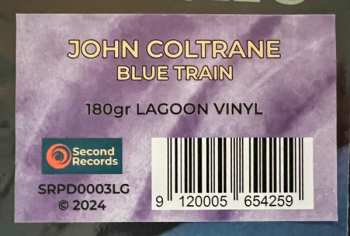 JOHN COLTRANE
BLUE TRAIN
180gr LAGOON VINYL
Second
Records
SRPD0003LG
© 2024
9 120005 654259